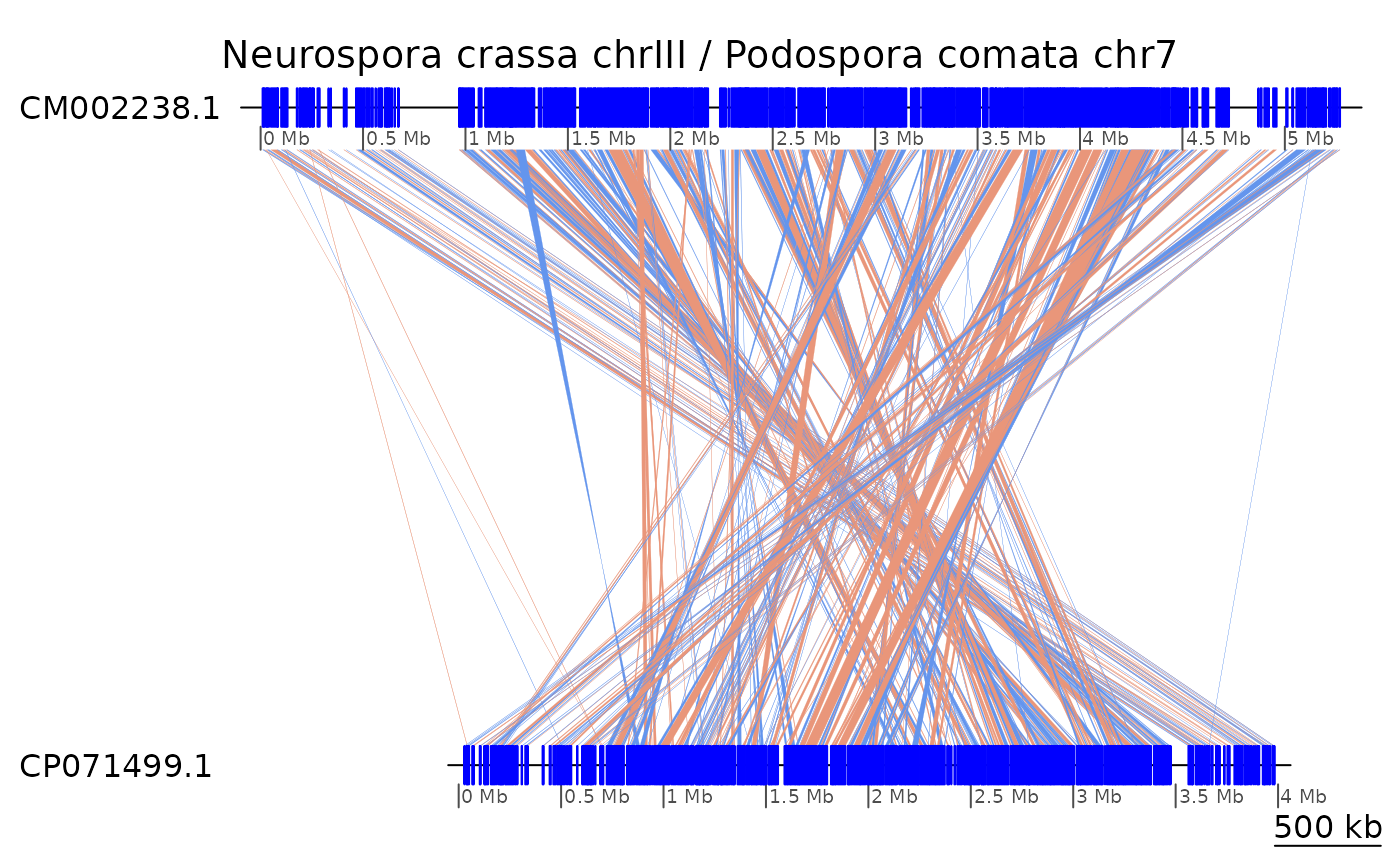 Neurospora crassa chrIII / Podospora comata chr7
CM002238.1
0 Mb 0.5 Mb 1 Mb 1.5 Mb 2 Mb 2.5 Mb 3 Mb 3.5 Mb 4 Mb 4.5 Mb 5 Mb
CP071499.1
0 Mb 0.5 Mb 1 Mb 1.5 Mb 2 Mb 2.5 Mb 3 Mb 3.5 Mb 4 Mb
500 kb